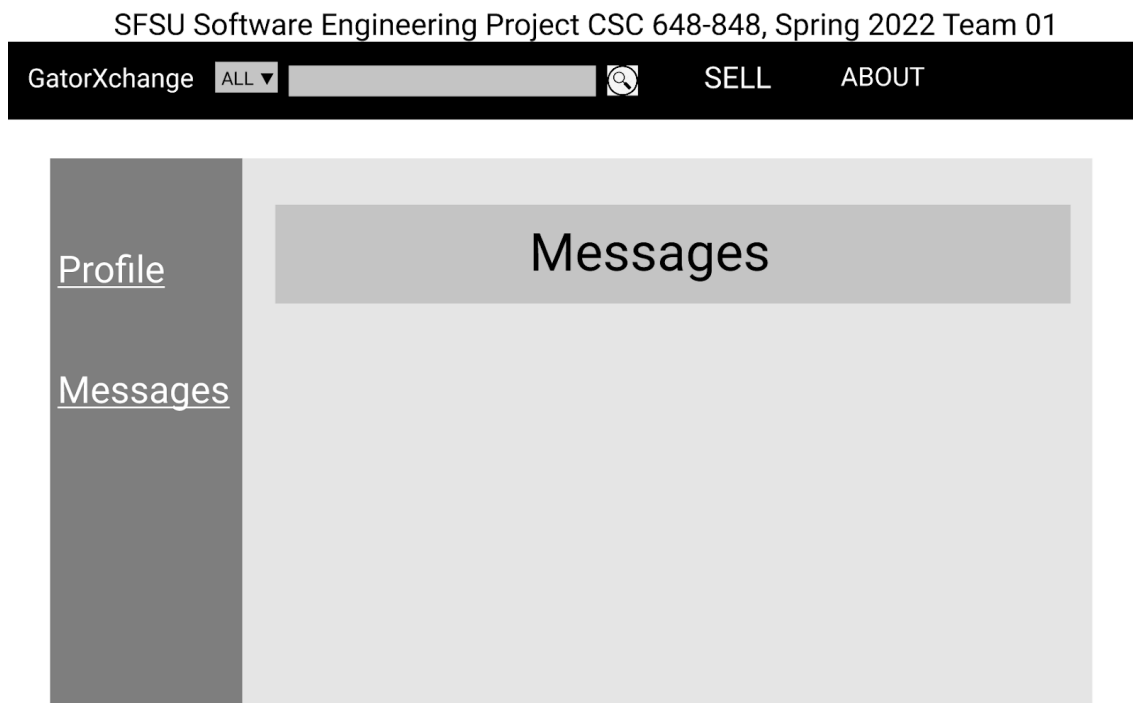 SFSU Software Engineering Project CSC 648-848, Spring 2022 Team 01
GatorXchange ALL ▼ SELL ABOUT
Messages
Profile
Messages